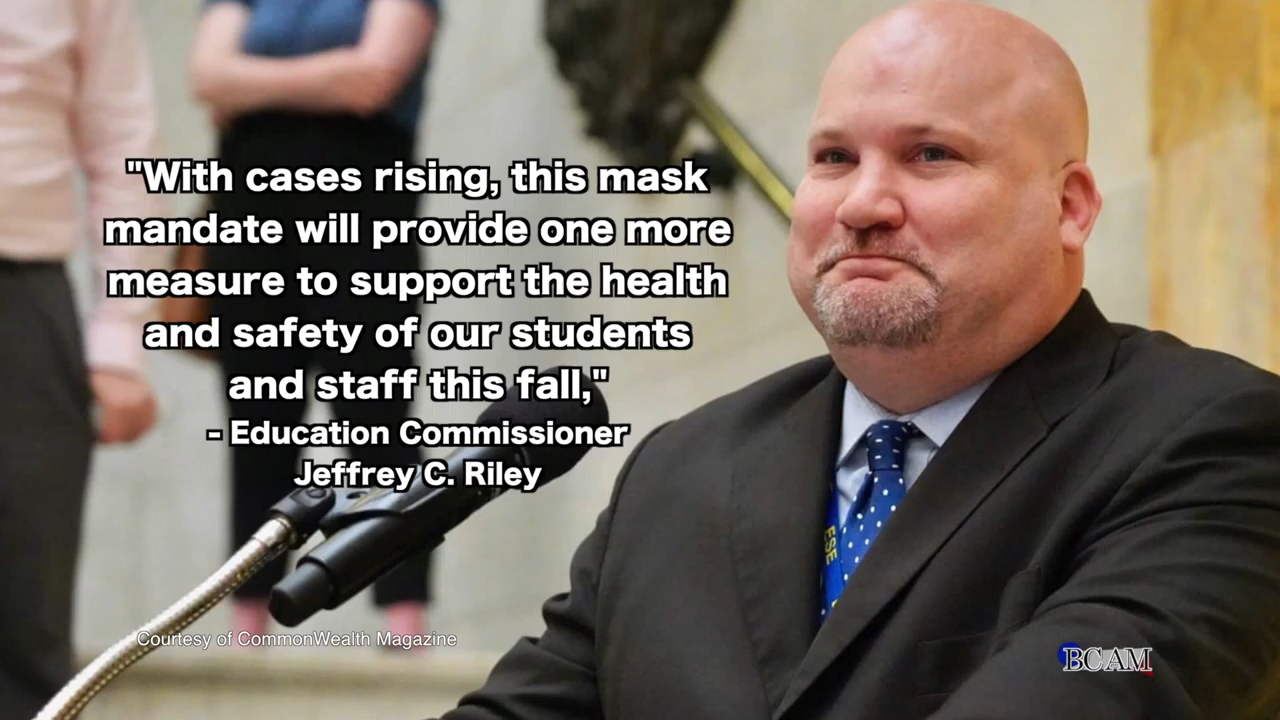 "With cases rising, this mask
mandate will provide one more
measure to support the health
and safety of our students
and staff this fall,"
- Education Commissioner
Jeffrey C. Riley
ESE
Courtesy of CommonWealth Magazine
BCAM